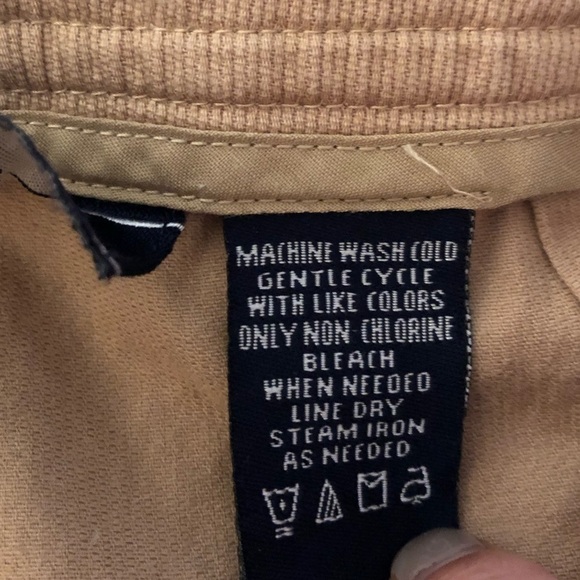 MACHINE WASH COLD
GENTLE CYCLE
WITH LIKE COLORS
ONLY NON-CHLORINE
BLEACH
WHEN NEEDED
LINE DRY
STEAM IRON
AS NEEDED